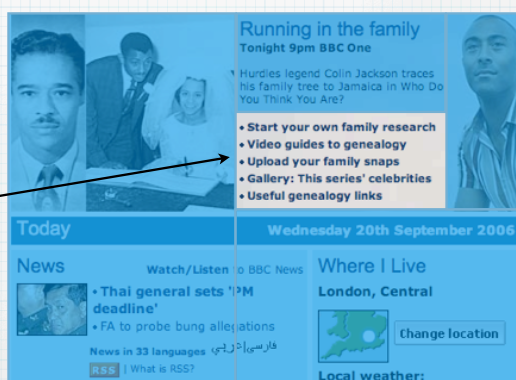 Running in the family
Tonight 9pm BBC One
Hurdles legend Colin Jackson traces
his family tree to Jamaica in Who Do
You Think You Are?
• Start your own family research
• Video guides to genealogy
• Upload your family snaps
• Gallery: This series' celebrities
• Useful genealogy links
Today
Wednesday 20th September 2006
News
Watch/Listen to BBC News
• Thai general sets 'PM
deadline'
• FA to probe bung allegations
News in 33 languages فارسی | عربي
RSS | What is RSS?
Where I Live
London, Central
Change location
Local weather: